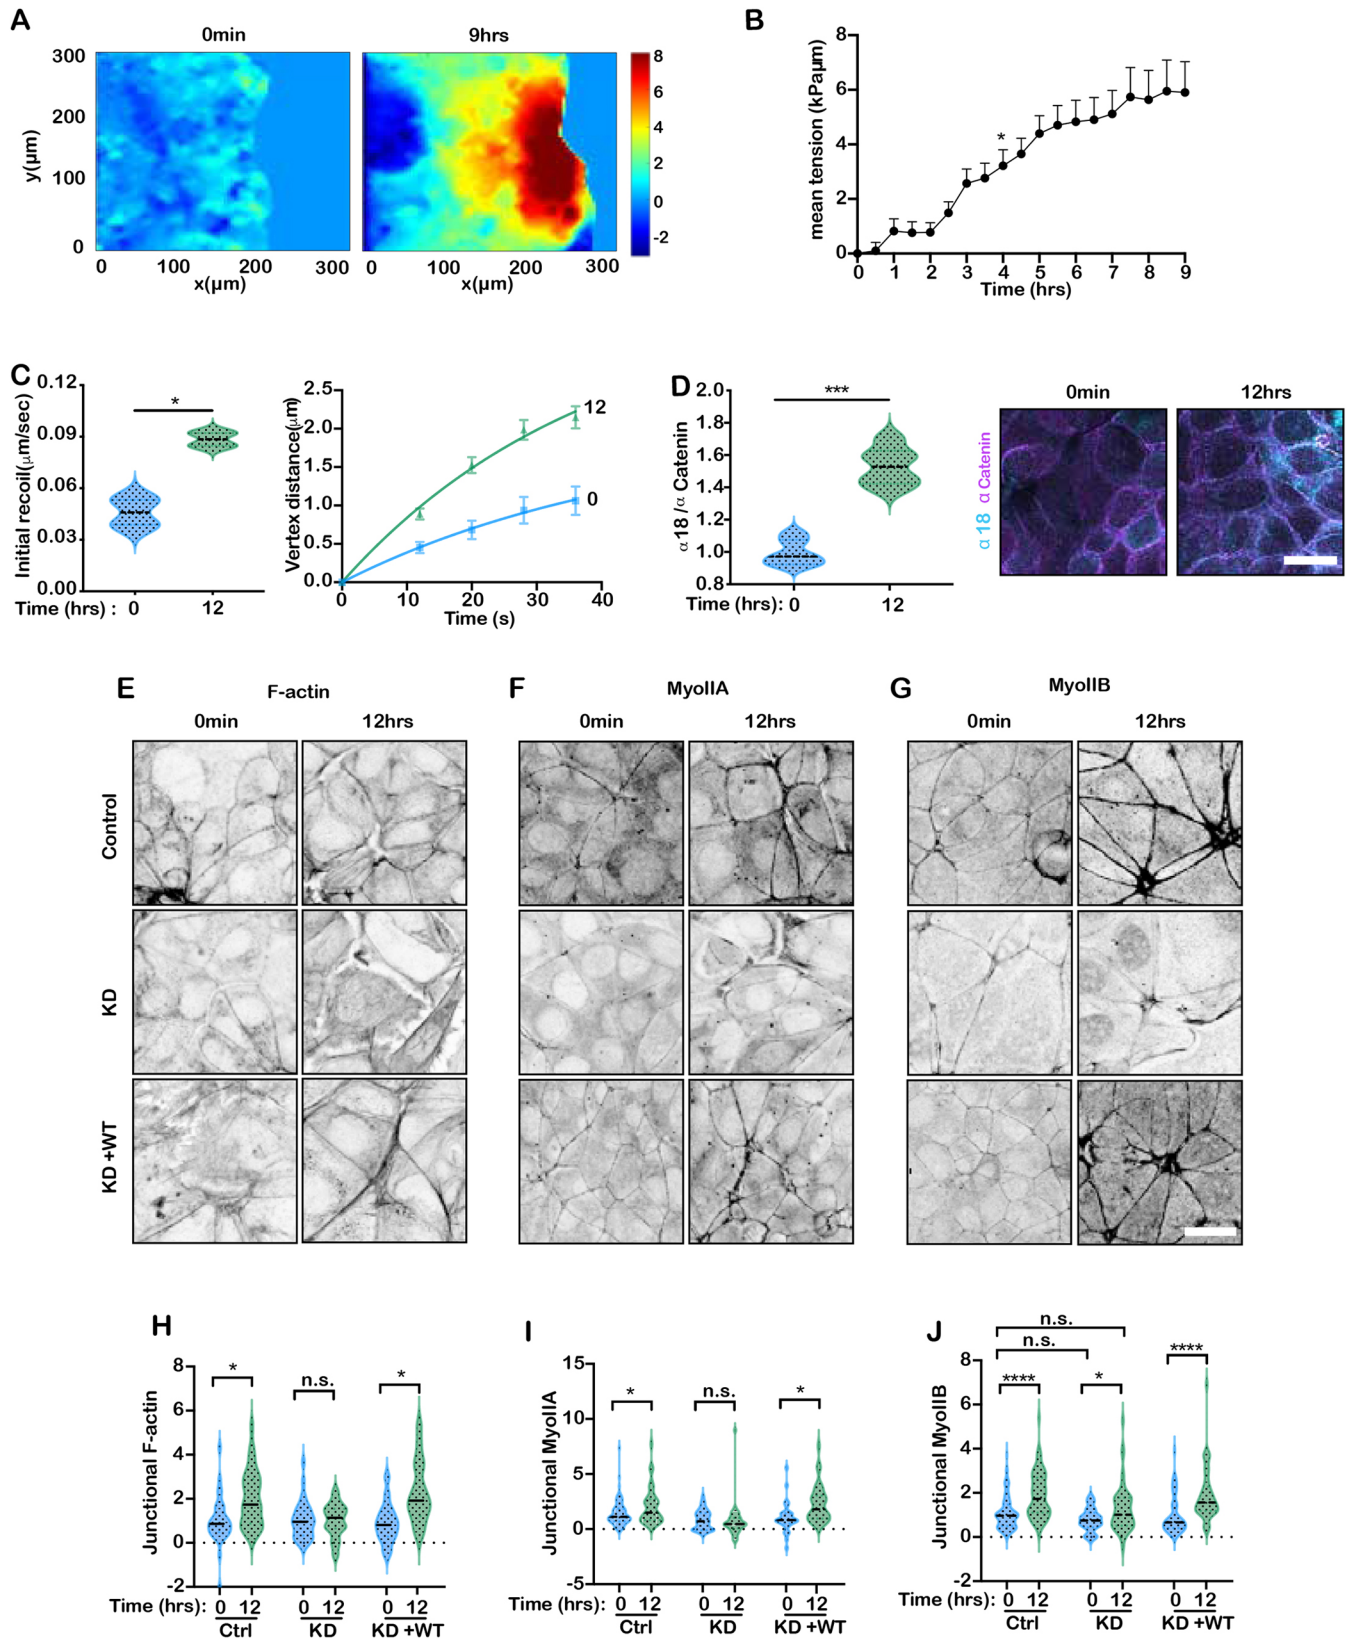 A
0min
9hrs
300
200
100
0
y(µm)
0
100
200
300
x(µm)
0
100
200
300
x(µm)
8
6
4
2
0
-2
B
mean tension (kPaµm)
8
6
4
2
0
*
0 1 2 3 4 5 6 7 8 9
Time (hrs)
C
Initial recoil(µm/sec)
0.12
0.09
0.06
0.03
0.00
*
Time (hrs) : 0 12
Vertex distance(µm)
2.5
2.0
1.5
1.0
0.5
0.0
12
0
0 10 20 30 40
Time (s)
D
α18 /α Catenin
2.0
1.8
1.6
1.4
1.2
1.0
0.8
***
Time (hrs): 0 12
0min
12hrs
α18 α Catenin
E
F-actin
0min
12hrs
F
MyoIIA
0min
12hrs
G
MyoIIB
0min
12hrs
Control
KD
KD +WT
H
Junctional F-actin
8
6
4
2
0
-2
*
n.s.
*
Time (hrs): 0 12 0 12 0 12
Ctrl KD KD +WT
I
Junctional MyoIIA
15
10
5
0
-5
*
n.s.
*
Time (hrs): 0 12 0 12 0 12
Ctrl KD KD +WT
J
Junctional MyoIIB
8
6
4
2
0
-2
n.s.
n.s.
****
*
****
Time (hrs): 0 12 0 12 0 12
Ctrl KD KD +WT